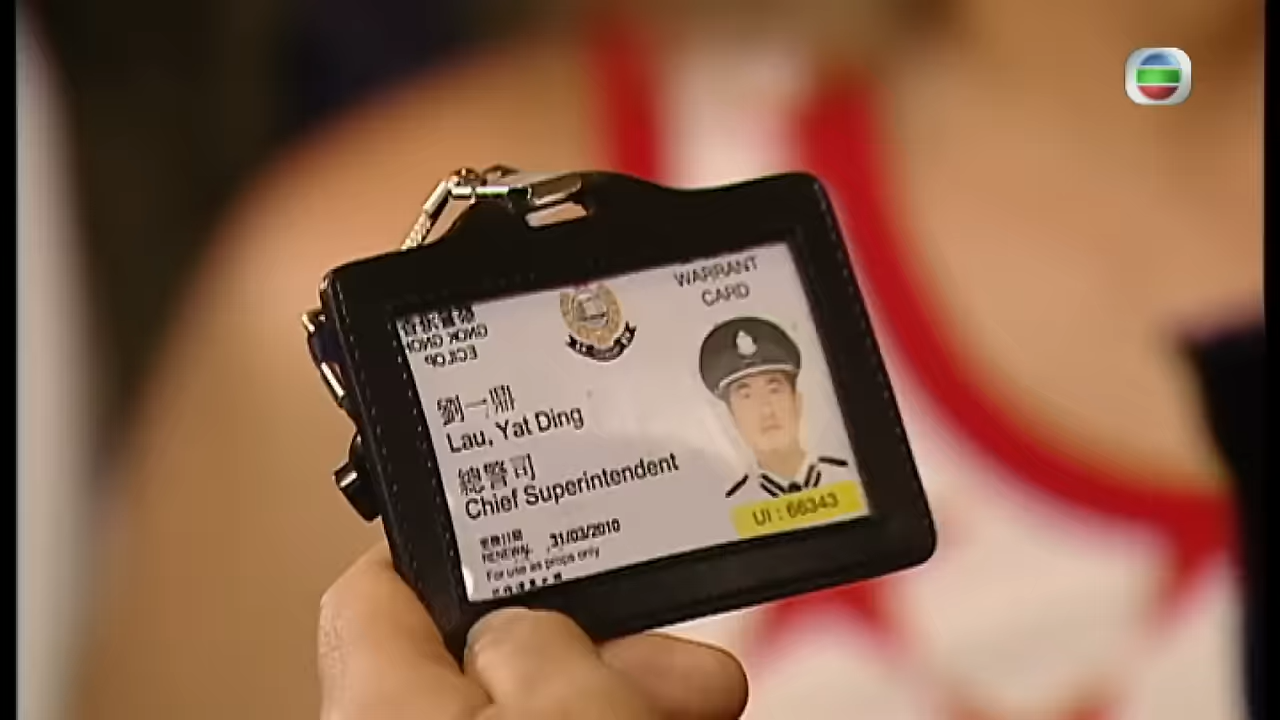 WARRANT
CARD
劉一鼎
Lau, Yat Ding
總警司
Chief Superintendent
UI : 66343
RENEWAL 31/03/2010
For use as props only